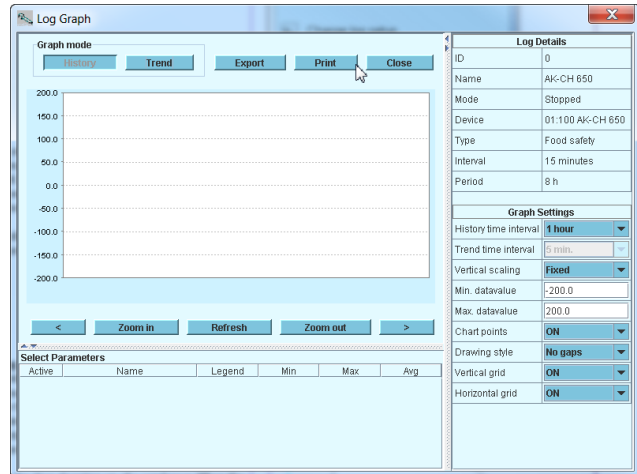 Log Graph
Graph mode
History Trend Export Print Close
200.0
150.0
100.0
50.0
0.0
-50.0
-100.0
-150.0
-200.0
< Zoom in Refresh Zoom out >
Select Parameters
Active Name Legend Min Max Avg
Log Details
ID 0
Name AK-CH 650
Mode Stopped
Device 01:100 AK-CH 650
Type Food safety
Interval 15 minutes
Period 8 h
Graph Settings
History time interval 1 hour
Trend time interval 5 min.
Vertical scaling Fixed
Min. datavalue -200.0
Max. datavalue 200.0
Chart points ON
Drawing style No gaps
Vertical grid ON
Horizontal grid ON